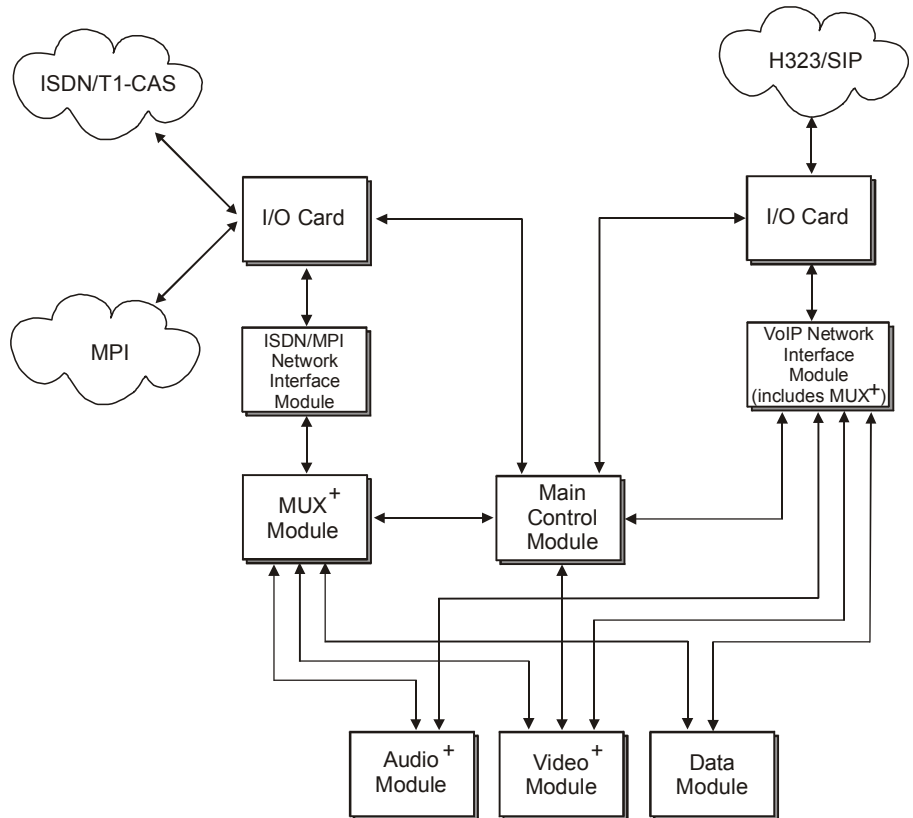 ISDN/T1-CAS
H323/SIP
I/O Card
I/O Card
MPI
ISDN/MPI
Network
Interface
Module
VoIP Network
Interface
Module
(includes MUX+)
MUX+
Module
Main
Control
Module
Audio+
Module
Video+
Module
Data
Module